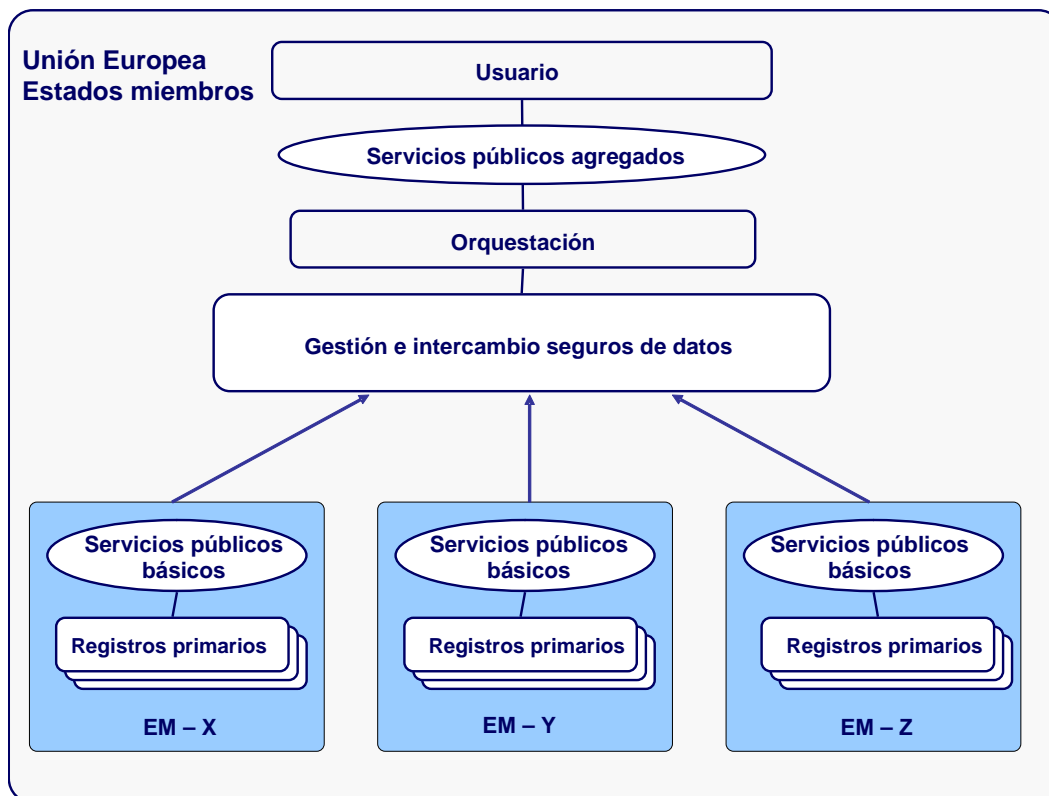 Unión Europea
Estados miembros
Usuario
Servicios públicos agregados
Orquestación
Gestión e intercambio seguros de datos
Servicios públicos
básicos
Registros primarios
EM – X
Servicios públicos
básicos
Registros primarios
EM – Y
Servicios públicos
básicos
Registros primarios
EM – Z